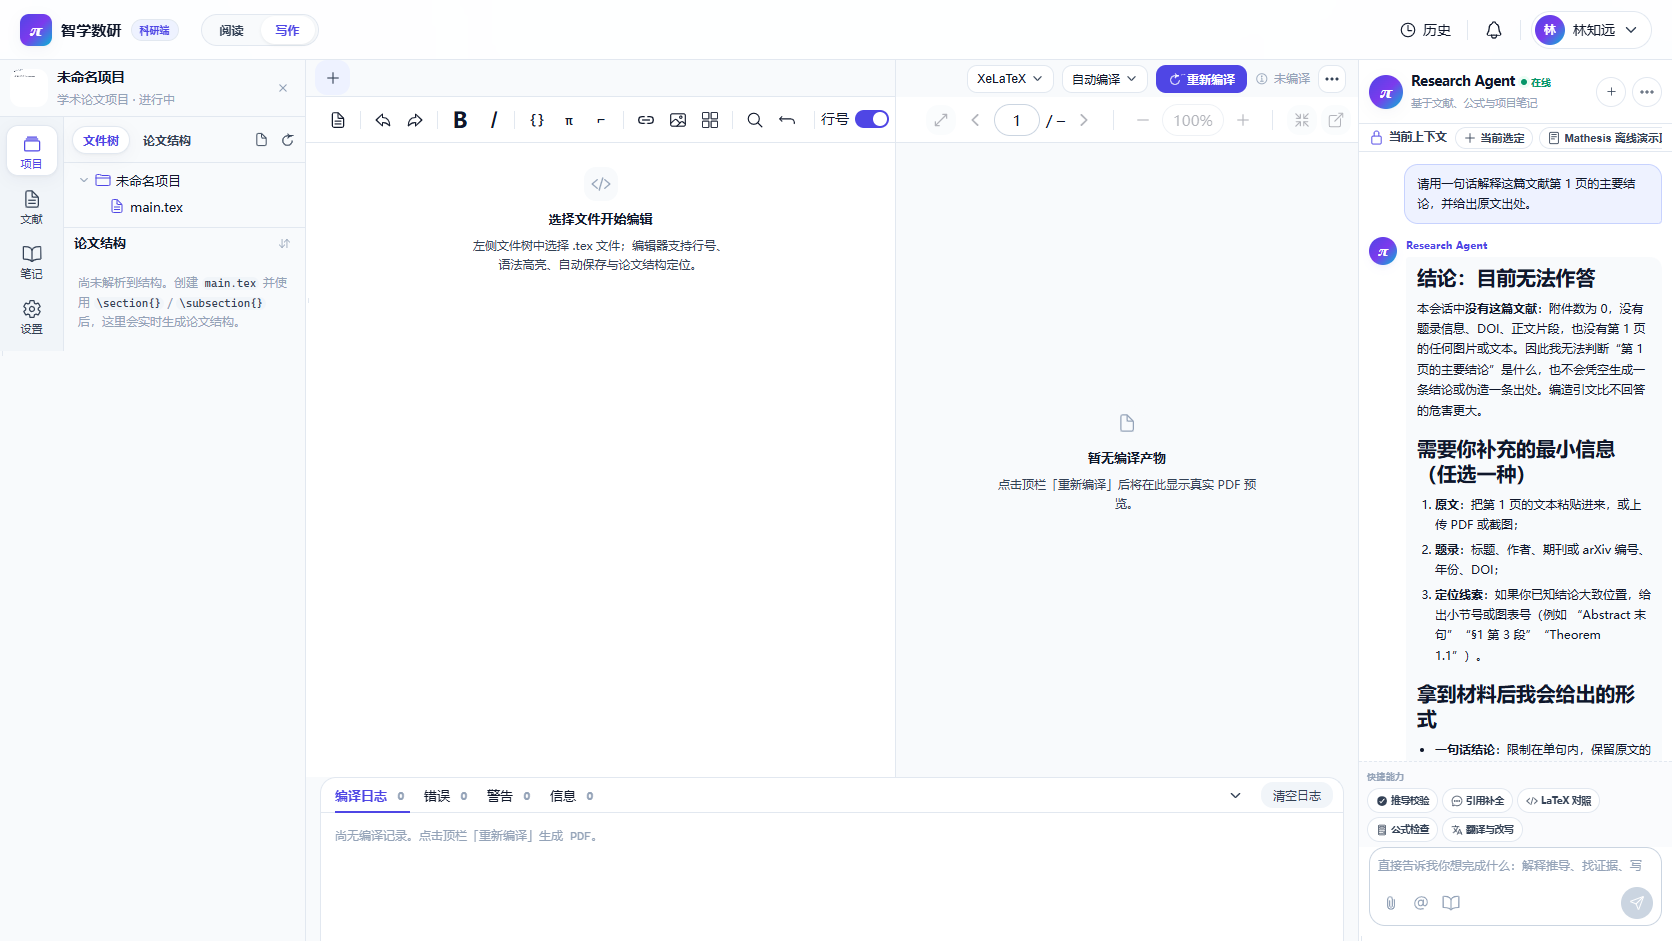 π 智学数研 科研端 阅读 写作 历史 林 林知远
未命名项目
学术论文项目 · 进行中
项目
文献
笔记
设置
文件树 论文结构
未命名项目
main.tex
论文结构
尚未解析到结构。创建 main.tex 并使
用 \section{} / \subsection{}
后，这里会实时生成论文结构。
B I {} π 行号
选择文件开始编辑
左侧文件树中选择 .tex 文件；编辑器支持行号、
语法高亮、自动保存与论文结构定位。
XeLaTeX 自动编译 重新编译 未编译
1 / – 100%
暂无编译产物
点击顶栏「重新编译」后将在此显示真实 PDF 预
览。
编译日志 0 错误 0 警告 0 信息 0 清空日志
尚无编译记录。点击顶栏「重新编译」生成 PDF。
π Research Agent 在线
基于文献、公式与项目笔记
当前上下文 当前选定 Mathesis 离线演示
请用一句话解释这篇文献第 1 页的主要结
论，并给出原文出处。
π Research Agent
结论：目前无法作答
本会话中没有这篇文献：附件数为 0，没有
题录信息、DOI、正文片段，也没有第 1 页
的任何图片或文本。因此我无法判断“第 1
页的主要结论”是什么，也不会凭空生成一
条结论或伪造一条出处。编造引文比不回答
的危害更大。
需要你补充的最小信息
（任选一种）
1. 原文：把第 1 页的文本粘贴进来，或上
传 PDF 或截图；
2. 题录：标题、作者、期刊或 arXiv 编号、
年份、DOI；
3. 定位线索：如果你已知结论大致位置，给
出小节号或图表号（例如 “Abstract 末
句” “§1 第 3 段” “Theorem
1.1”）。
拿到材料后我会给出的形
式
• 一句话结论：限制在单句内，保留原文的
快捷能力
推导校验 引用补全 </> LaTeX 对照
公式检查 翻译与改写
直接告诉我你想完成什么：解释推导、找证据、写
@